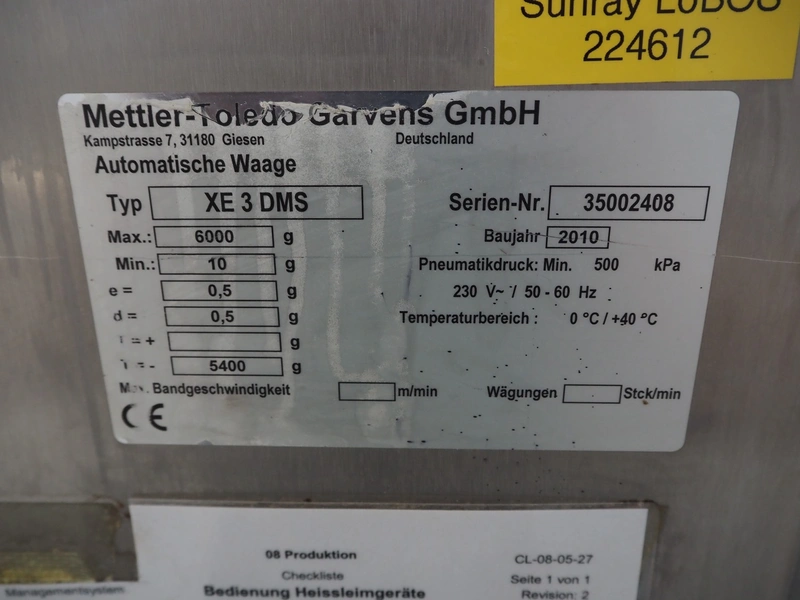 Sunray LoBOS
224612
Mettler-Toledo Garvens GmbH
Kampstrasse 7, 31180 Giesen Deutschland
Automatische Waage
Typ XE 3 DMS Serien-Nr. 35002408
Max.: 6000 g Baujahr 2010
Min.: 10 g Pneumatikdruck: Min. 500 kPa
e = 0,5 g 230 V~ / 50 - 60 Hz
d = 0,5 g Temperaturbereich : 0 °C / +40 °C
= + g
= - 5400 g
Max. Bandgeschwindigkeit m/min Wägungen Stck/min
CE
08 Produktion CL-08-05-27
Checkliste Seite 1 von 1
Managementsystem Bedienung Heissleimgeräte Revision: 2